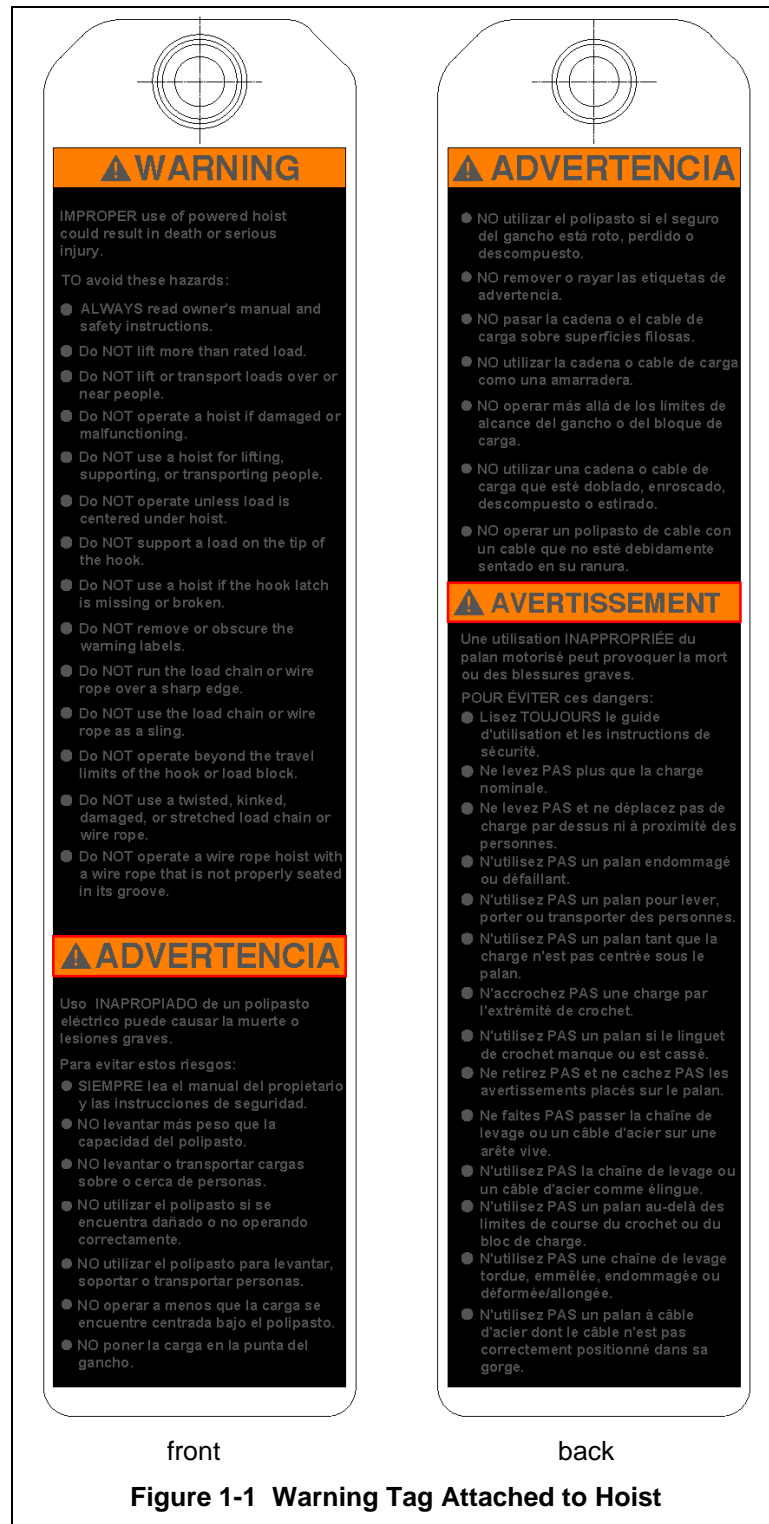 WARNING
IMPROPER use of powered hoist
could result in death or serious
injury.
TO avoid these hazards:
ALWAYS read owner's manual and
safety instructions.
Do NOT lift more than rated load.
Do NOT lift or transport loads over or
near people.
Do NOT operate a hoist if damaged or
malfunctioning.
Do NOT use a hoist for lifting,
supporting, or transporting people.
Do NOT operate unless load is
centered under hoist.
Do NOT support a load on the tip of
the hook.
Do NOT use a hoist if the hook latch
is missing or broken.
Do NOT remove or obscure the
warning labels.
Do NOT run the load chain or wire
rope over a sharp edge.
Do NOT use the load chain or wire
rope as a sling.
Do NOT operate beyond the travel
limits of the hook or load block.
Do NOT use a twisted, kinked,
damaged, or stretched load chain or
wire rope.
Do NOT operate a wire rope hoist with
a wire rope that is not properly seated
in its groove.
ADVERTENCIA
Uso INAPROPIADO de un polipasto
eléctrico puede causar la muerte o
lesiones graves.
Para evitar estos riesgos:
SIEMPRE lea el manual del propietario
y las instrucciones de seguridad.
NO levantar más peso que la
capacidad del polipasto.
NO levantar o transportar cargas
sobre o cerca de personas.
NO utilizar el polipasto si se
encuentra dañado o no operando
correctamente.
NO utilizar el polipasto para levantar,
soportar o transportar personas.
NO operar a menos que la carga se
encuentre centrada bajo el polipasto.
NO poner la carga en la punta del
gancho.
front
ADVERTENCIA
NO utilizar el polipasto si el seguro
del gancho está roto, perdido o
descompuesto.
NO remover o rayar las etiquetas de
advertencia.
NO pasar la cadena o el cable de
carga sobre superficies filosas.
NO utilizar la cadena o cable de carga
como una amarradera.
NO operar más allá de los límites de
alcance del gancho o del bloque de
carga.
NO utilizar una cadena o cable de
carga que esté doblado, enroscado,
descompuesto o estirado.
NO operar un polipasto de cable con
un cable que no esté debidamente
sentado en su ranura.
AVERTISSEMENT
Une utilisation INAPPROPRIÉE du
palan motorisé peut provoquer la mort
ou des blessures graves.
POUR ÉVITER ces dangers:
Lisez TOUJOURS le guide
d'utilisation et les instructions de
sécurité.
Ne levez PAS plus que la charge
nominale.
Ne levez PAS et ne déplacez pas de
charge par dessus ni à proximité des
personnes.
N'utilisez PAS un palan endommagé
ou défaillant.
N'utilisez PAS un palan pour lever,
porter ou transporter des personnes.
N'utilisez PAS un palan tant que la
charge n'est pas centrée sous le
palan.
N'accrochez PAS une charge par
l'extrémité de crochet.
N'utilisez PAS un palan si le linguet
de crochet manque ou est cassé.
Ne retirez PAS et ne cachez PAS les
avertissements placés sur le palan.
Ne faites PAS passer la chaîne de
levage ou un câble d'acier sur une
arête vive.
N'utilisez PAS la chaîne de levage ou
un câble d'acier comme élingue.
N'utilisez PAS un palan au-delà des
limites de course du crochet ou du
bloc de charge.
N'utilisez PAS une chaîne de levage
tordue, emmêlée, endommagée ou
déformée/allongée.
N'utilisez PAS un palan à câble
d'acier dont le câble n'est pas
correctement positionné dans sa
gorge.
back
Figure 1-1 Warning Tag Attached to Hoist